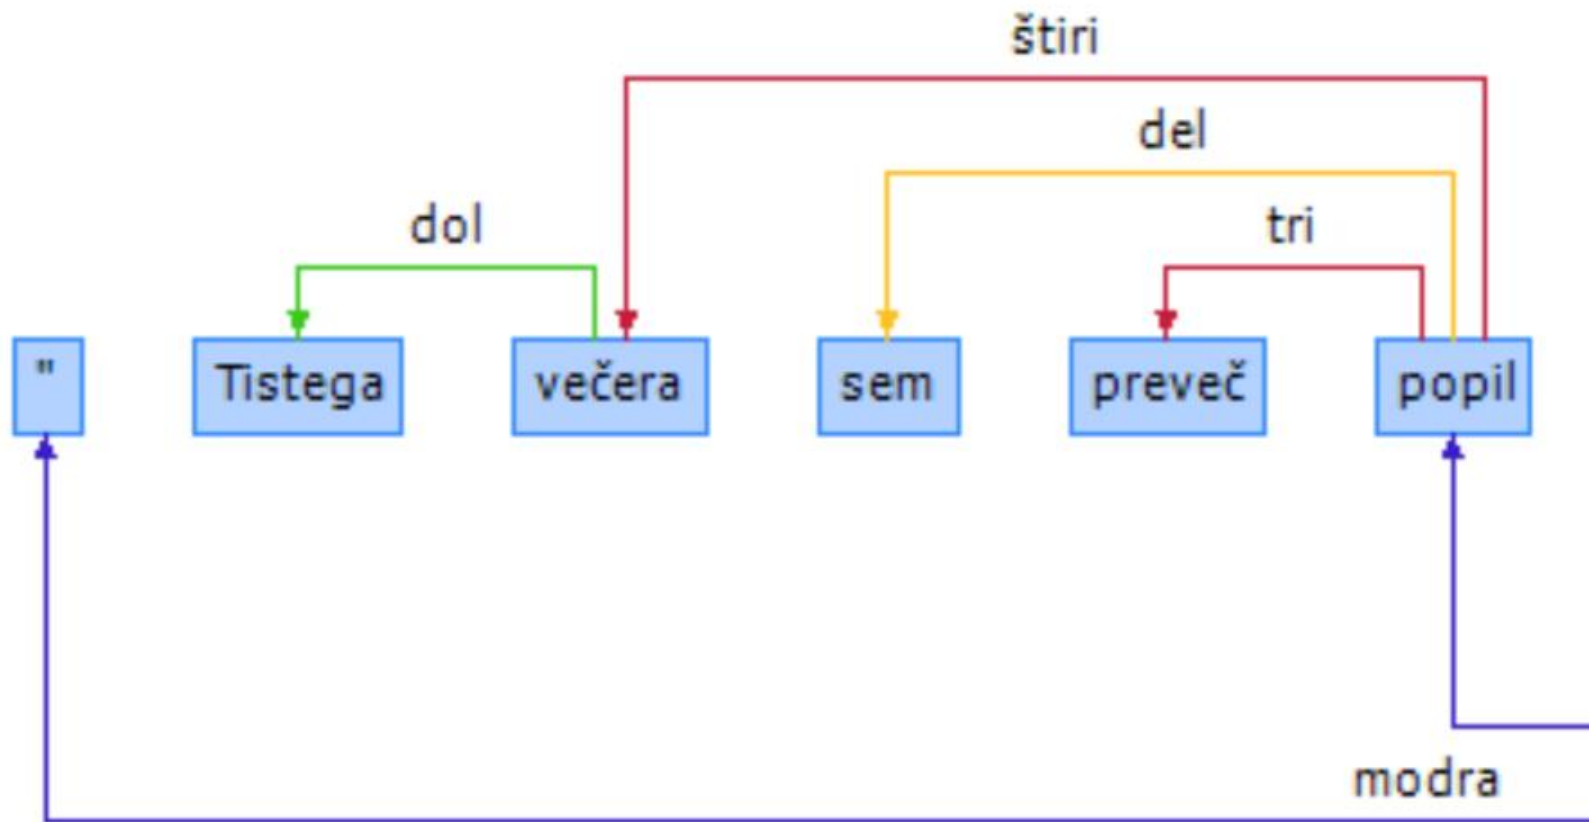 štiri
del
dol tri
" Tistega večera sem preveč popil
modra